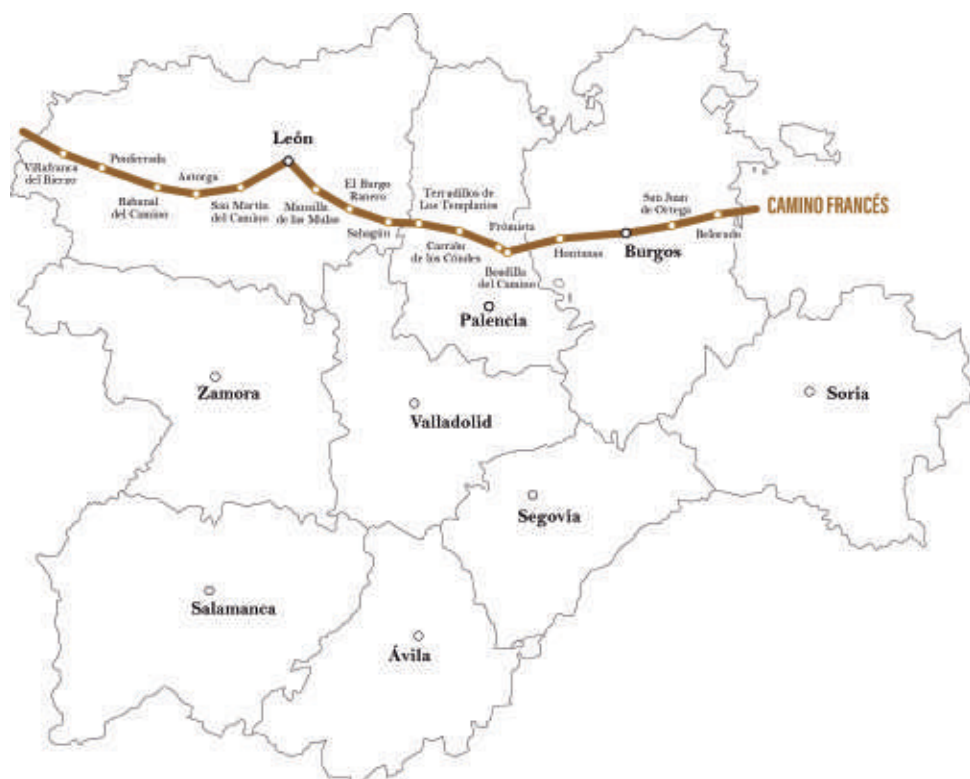 León
Villafranca
del Bierzo
Ponferrada
Rabanal
del Camino
Astorga
San Martín
del Camino
Mansilla
de las Mulas
El Burgo
Ranero
Sahagún
Terradillos de
Los Templarios
Carrión
de los Cóndes
Frómista
Boadilla
del Camino
Hontanas
Burgos
San Juan
de Ortega
Belorado
CAMINO FRANCÉS
Palencia
Zamora
Valladolid
Soria
Segovia
Salamanca
Ávila